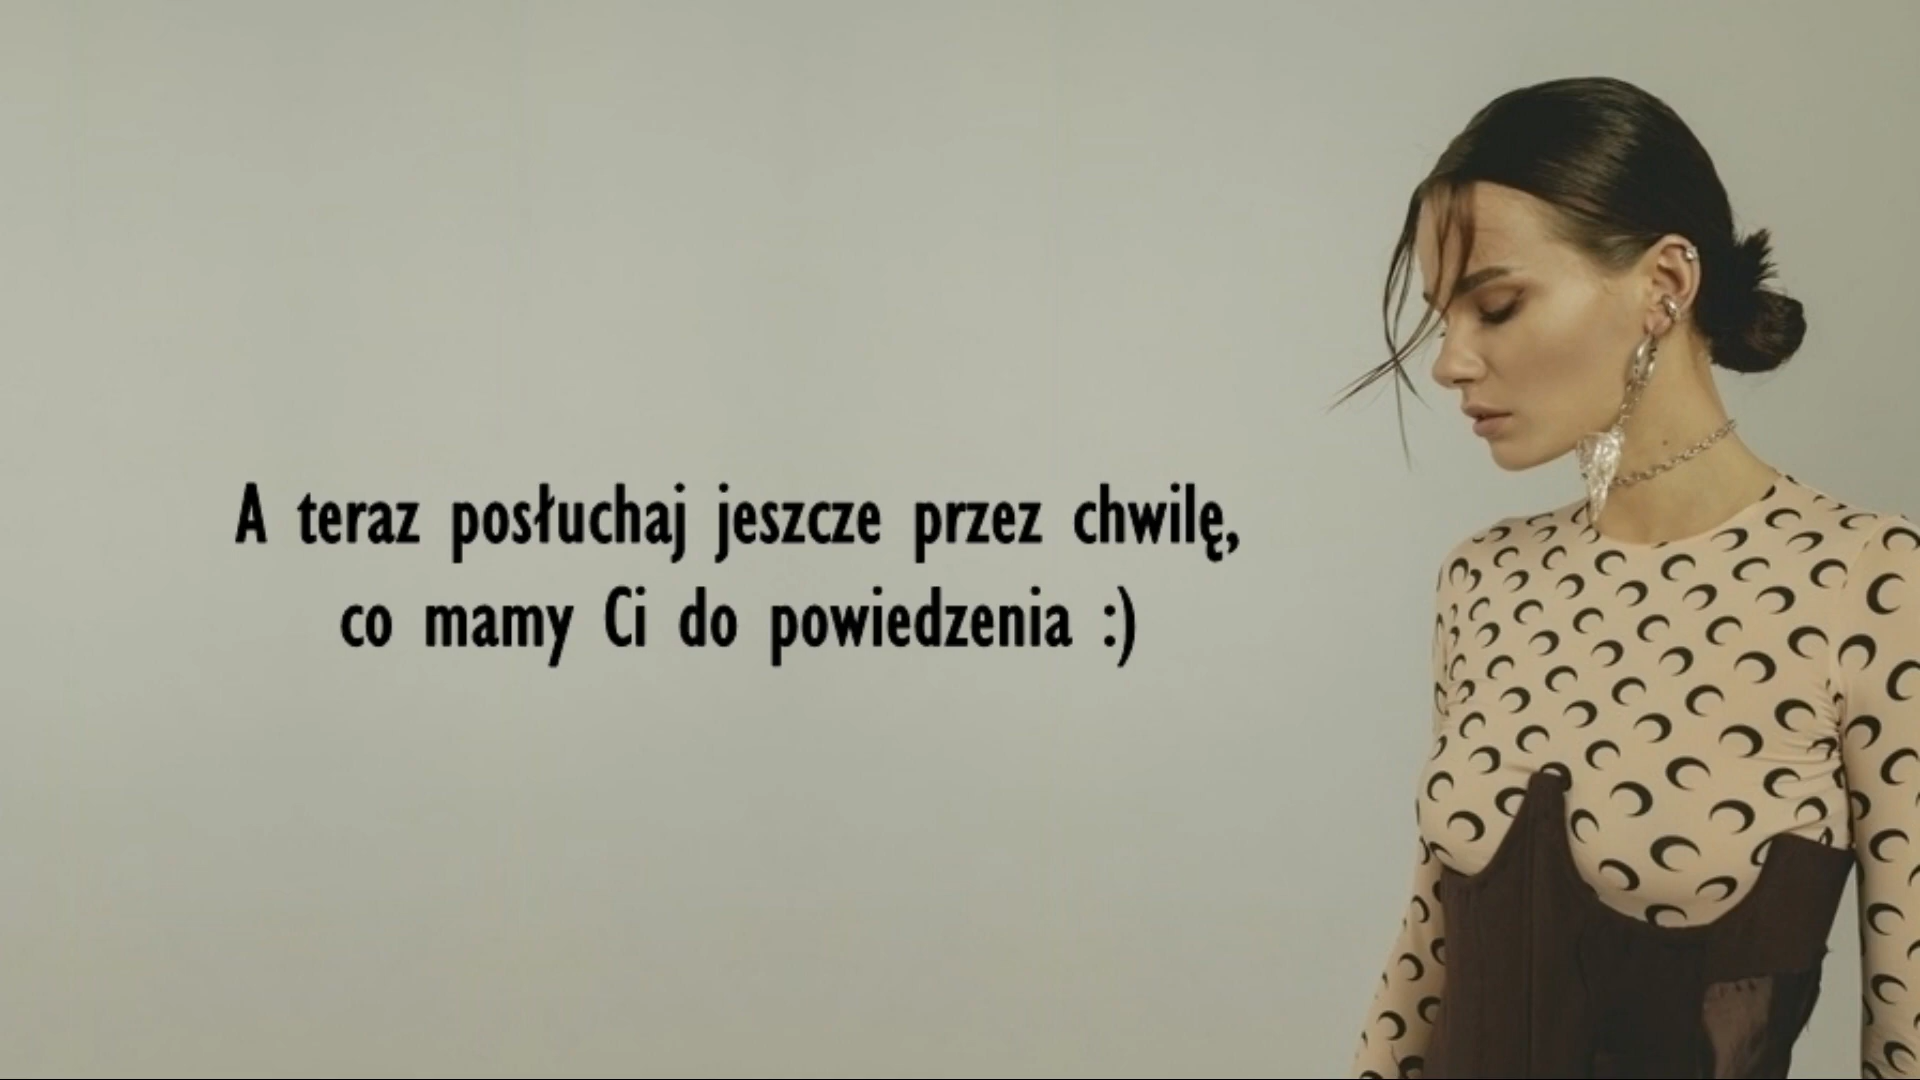 A teraz posłuchaj jeszcze przez chwilę,
co mamy Ci do powiedzenia :)